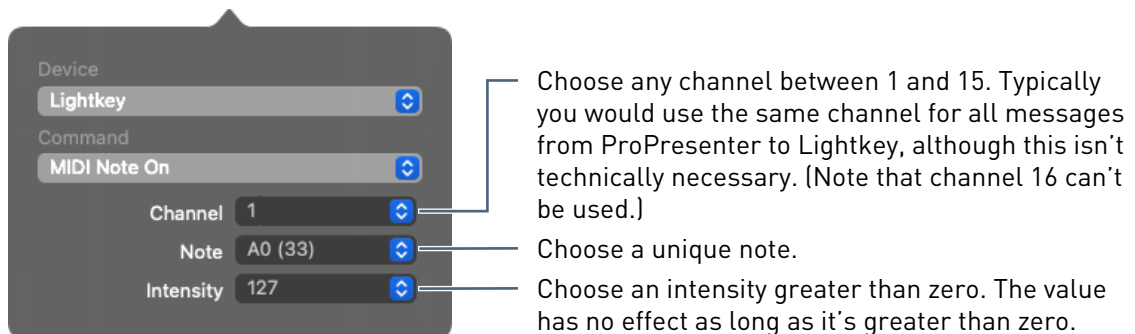 Device
Lightkey
Command
MIDI Note On
Channel 1
Note A0 (33)
Intensity 127
Choose any channel between 1 and 15. Typically
you would use the same channel for all messages
from ProPresenter to Lightkey, although this isn't
technically necessary. (Note that channel 16 can't
be used.)
Choose a unique note.
Choose an intensity greater than zero. The value
has no effect as long as it's greater than zero.